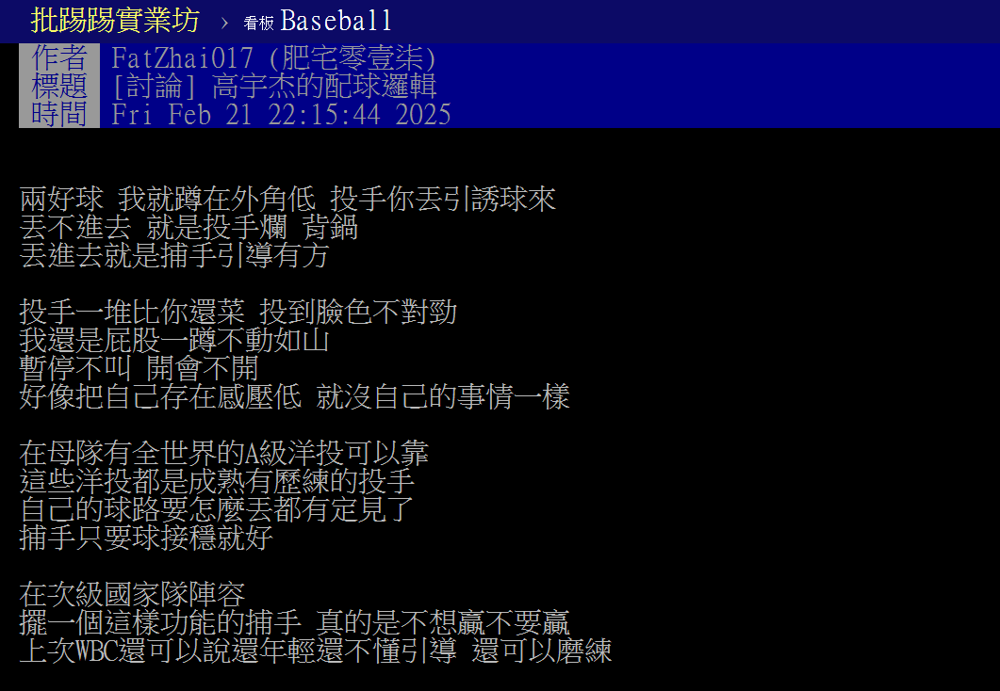 批踢踢實業坊 › 看板 Baseball
作者 FatZhai017 (肥宅零壹柒)
標題 [討論] 高宇杰的配球邏輯
時間 Fri Feb 21 22:15:44 2025
兩好球 我就蹲在外角低 投手你丟引誘球來
丟不進去 就是投手爛 背鍋
丟進去就是捕手引導有方
投手一堆比你還菜 投到臉色不對勁
我還是屁股一蹲不動如山
暫停不叫 開會不開
好像把自己存在感壓低 就沒自己的事情一樣
在母隊有全世界的A級洋投可以靠
這些洋投都是成熟有歷練的投手
自己的球路要怎麼丟都有定見了
捕手只要球接穩就好
在次級國家隊陣容
擺一個這樣功能的捕手 真的是不想贏不要贏
上次WBC還可以說還年輕還不懂引導 還可以磨練